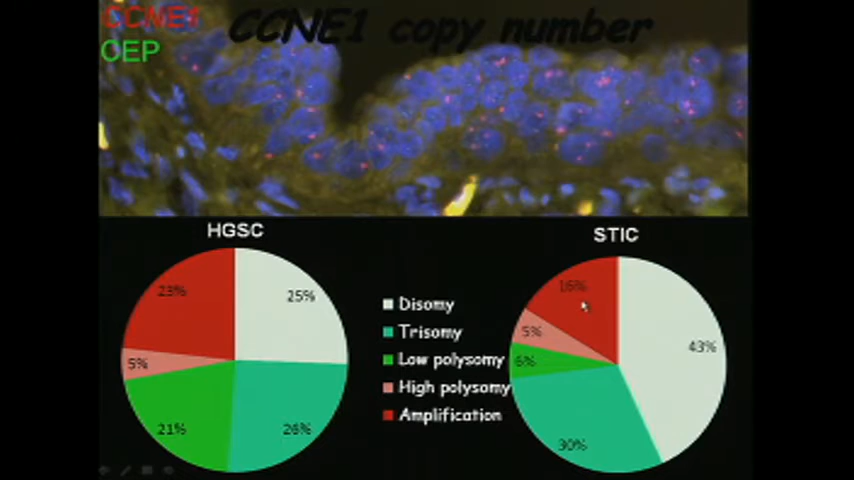 CCNE1
CCNE1 copy number
CEP
HGSC
STIC
23%
25%
5%
21%
26%
Disomy
Trisomy
Low polysomy
High polysomy
Amplification
16%
5%
6%
43%
30%